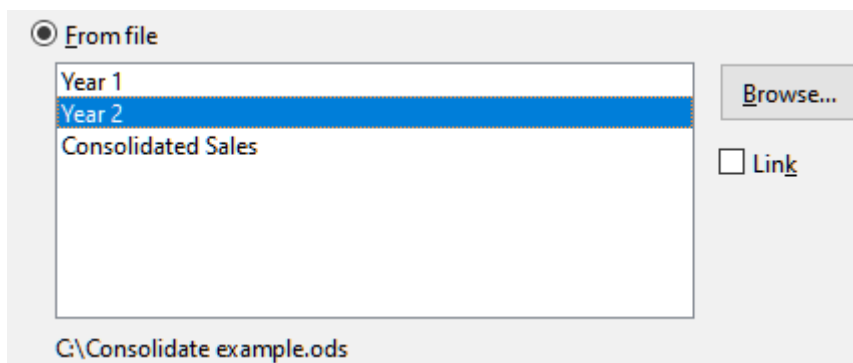 From file
Year 1
Browse...
Year 2
Consolidated Sales
Link
C:\Consolidate example.ods